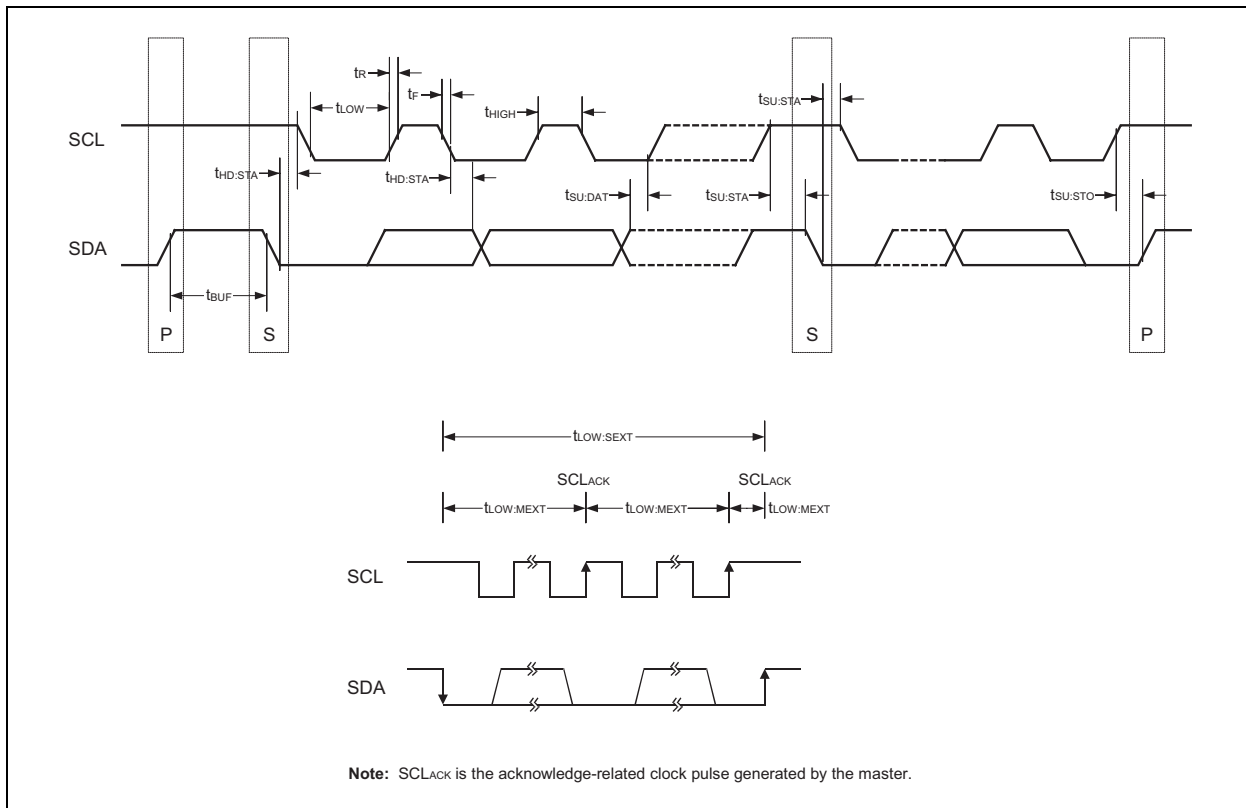 tR
tF
tLOW
tHIGH
tSU:STA
SCL
tHD:STA
tHD:STA
tSU:DAT
tSU:STA
tSU:STO
SDA
tBUF
P
S
S
P
tLOW:SEXT
SCLACK
SCLACK
tLOW:MEXT
tLOW:MEXT
tLOW:MEXT
SCL
SDA
Note: SCLACK is the acknowledge-related clock pulse generated by the master.